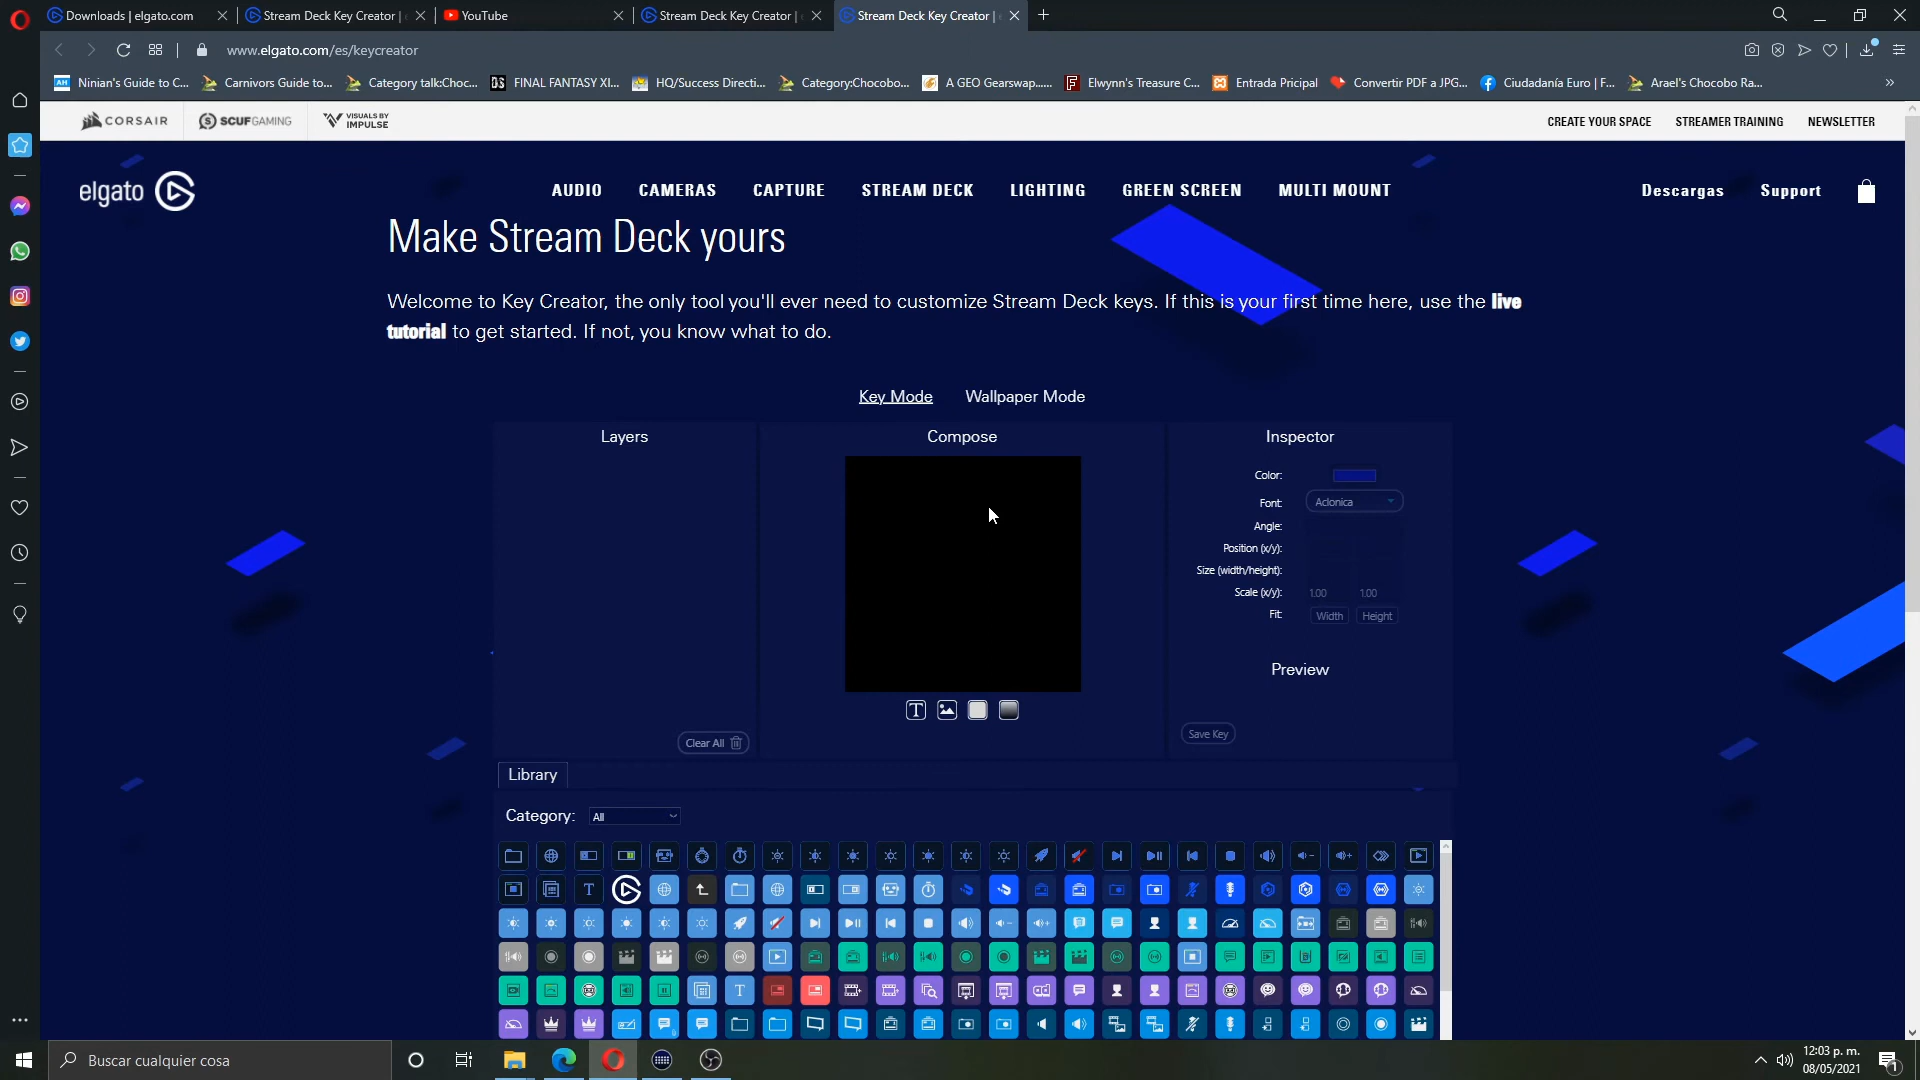 Downloads | elgato.com
Stream Deck Key Creator |
YouTube
Stream Deck Key Creator |
Stream Deck Key Creator |
www.elgato.com/es/keycreator
Ninian's Guide to C...
Carnivors Guide to...
Category talk:Choc...
FINAL FANTASY XI...
HQ/Success Directi...
Category:Chocobo...
A GEO Gearswap......
Elwynn's Treasure C...
Entrada Pricipal
Convertir PDF a JPG...
Ciudadanía Euro | F...
Arael's Chocobo Ra...
»
CORSAIR
SCUFGAMING
VISUALS BY
IMPULSE
CREATE YOUR SPACE
STREAMER TRAINING
NEWSLETTER
elgato
AUDIO
CAMERAS
CAPTURE
STREAM DECK
LIGHTING
GREEN SCREEN
MULTI MOUNT
Descargas
Support
Make Stream Deck yours
Welcome to Key Creator, the only tool you'll ever need to customize Stream Deck keys. If this is your first time here, use the live
tutorial to get started. If not, you know what to do.
Key Mode
Wallpaper Mode
Layers
Compose
Inspector
Color:
Font:
Aclonica
Angle:
Position (x/y):
Size (width/height):
Scale (x/y):
1.00
1.00
Fit:
Width
Height
Preview
T
Clear All
Save Key
Library
Category:
All
Buscar cualquier cosa
12:03 p. m.
08/05/2021
1